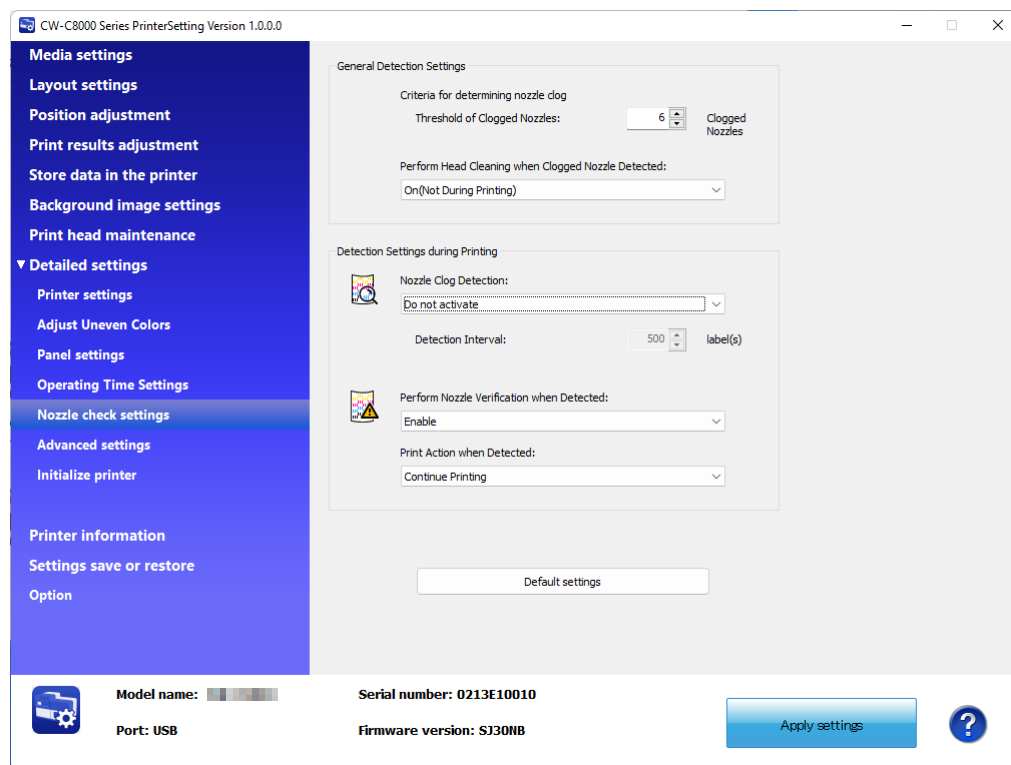 CW-C8000 Series PrinterSetting Version 1.0.0.0
Media settings
Layout settings
Position adjustment
Print results adjustment
Store data in the printer
Background image settings
Print head maintenance
Detailed settings
Printer settings
Adjust Uneven Colors
Panel settings
Operating Time Settings
Nozzle check settings
Advanced settings
Initialize printer
Printer information
Settings save or restore
Option
General Detection Settings
Criteria for determining nozzle clog
Threshold of Clogged Nozzles: 6 Clogged
Nozzles
Perform Head Cleaning when Clogged Nozzle Detected:
On(Not During Printing)
Detection Settings during Printing
Nozzle Clog Detection:
Do not activate
Detection Interval: 500 label(s)
Perform Nozzle Verification when Detected:
Enable
Print Action when Detected:
Continue Printing
Default settings
Model name:
Serial number: 0213E10010
Port: USB
Firmware version: SJ30NB
Apply settings
?